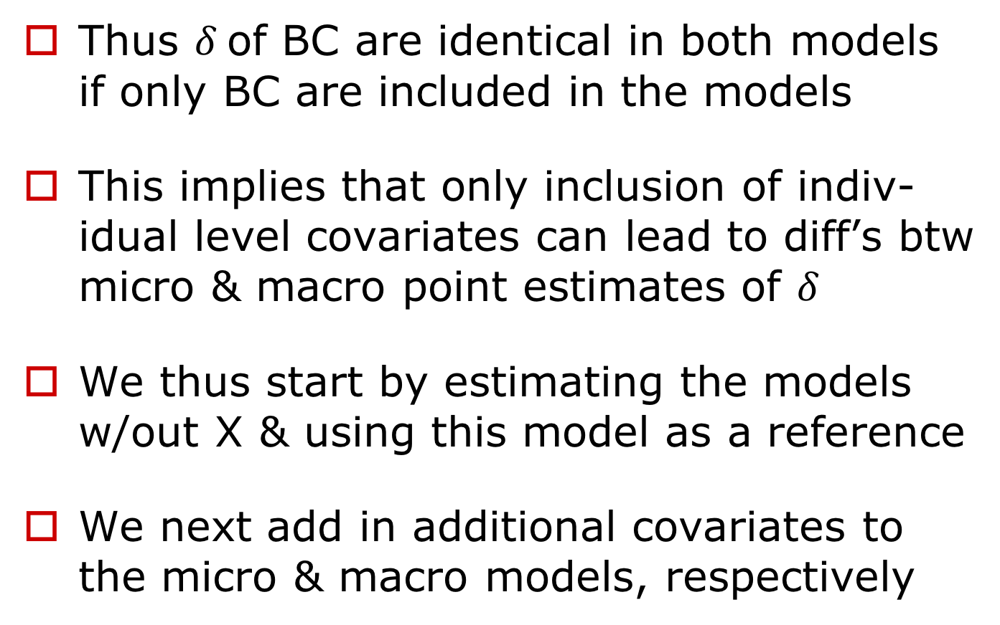 Thus δ of BC are identical in both models
if only BC are included in the models
This implies that only inclusion of indiv-
idual level covariates can lead to diff’s btw
micro & macro point estimates of δ
We thus start by estimating the models
w/out X & using this model as a reference
We next add in additional covariates to
the micro & macro models, respectively